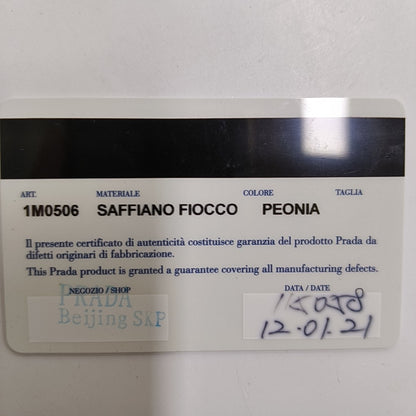 ART. MATERIALE COLORE TAGLIA
1M0506 SAFFIANO FIOCCO PEONIA
Il presente certificato di autenticità costituisce garanzia del prodotto Prada da
difetti originari di fabbricazione.
This Prada product is granted a guarantee covering all manufacturing defects.
NEGOZIO / SHOP DATA / DATE
PRADA
Beijing SKP
12.01.21